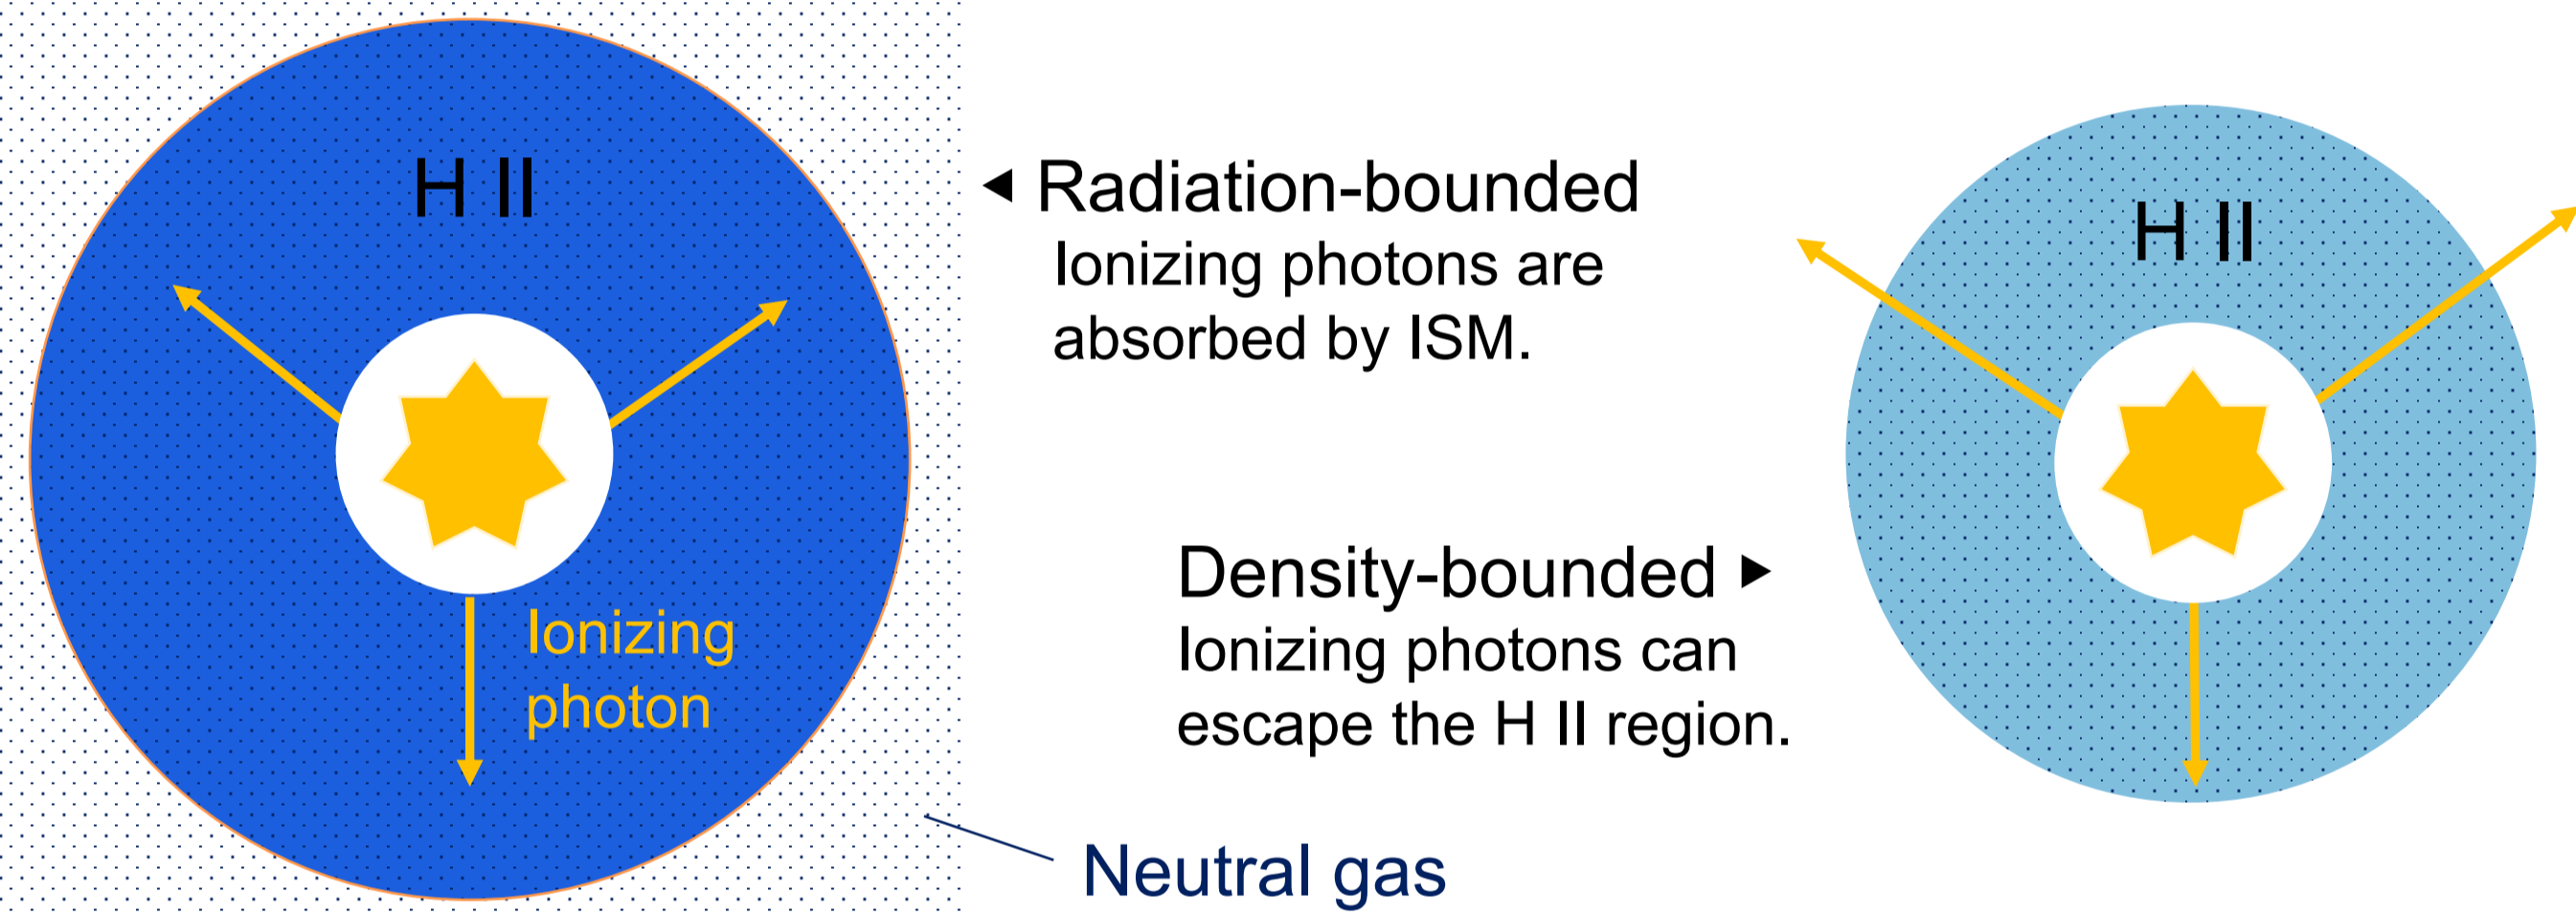 H II
Ionizing
photon
◄ Radiation-bounded
Ionizing photons are
absorbed by ISM.
Density-bounded ►
Ionizing photons can
escape the H II region.
Neutral gas
H II